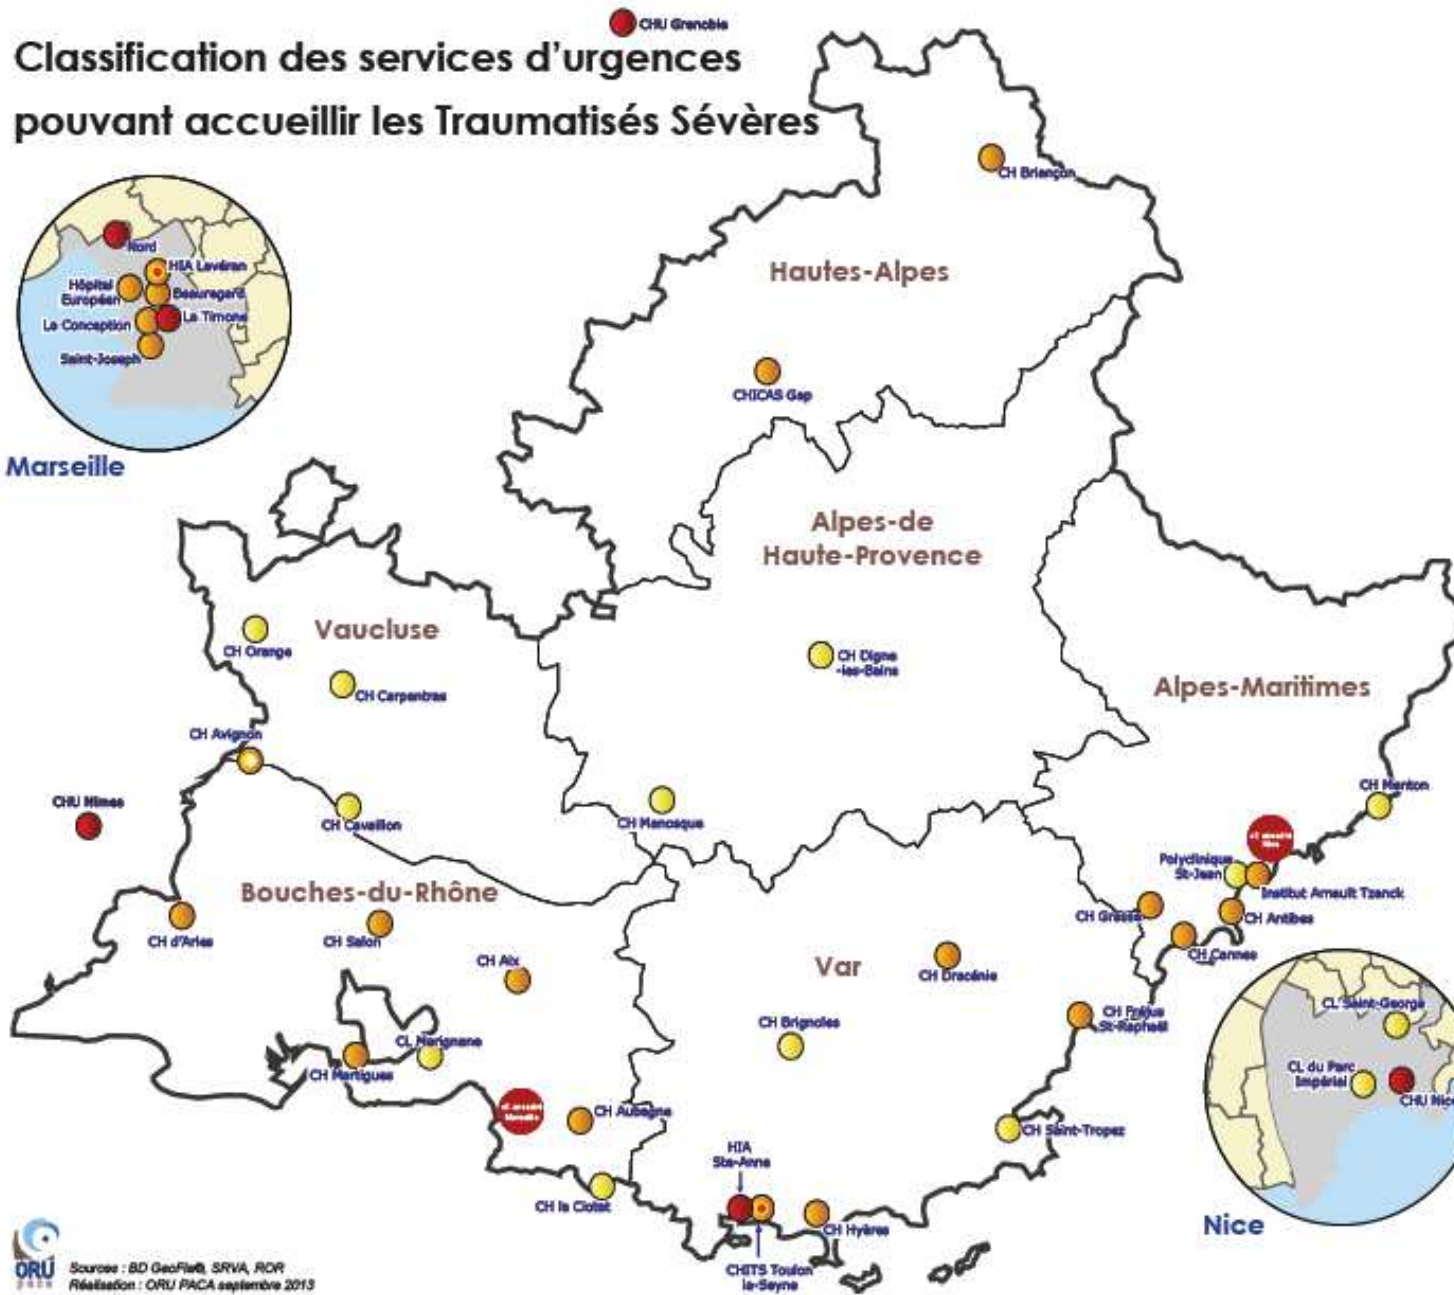 CHU Grenoble
Classification des services d'urgences
pouvant accueillir les Traumatisés Sévères
CH Briançon
Nord
HIA Lavéran
Hôpital
Européen
Beauregard
La Conception
La Timone
Saint-Joseph
Marseille
Hautes-Alpes
CHICAS Gap
Alpes-de
Haute-Provence
Vaucluse
CH Orange
CH Digne
-les-Bains
CH Carpentras
Alpes-Maritimes
CH Avignon
CHU Nîmes
CH Cavaillon
CH Manosque
CH Menton
Nice
Polyclinique
St-Jean
Institut Arnault Tzanck
Bouches-du-Rhône
CH d'Arles
CH Salon
CH Grasse
CH Antibes
CH Cannes
CH Aix
Var
CH Dracénie
CH Brignoles
CH Fréjus
St-Raphaël
CL Marignane
CH Martigues
CL Saint-George
CL du Parc
Impérial
CHU Nice
Marseille
CH Aubagne
CH Saint-Tropez
HIA
Ste-Anne
CH la Ciotat
CH Hyères
Nice
CHITS Toulon
la-Seyne
ORU
paca
Sources : BD GeoFla®, SRVA, ROR
Réalisation : ORU PACA septembre 2013